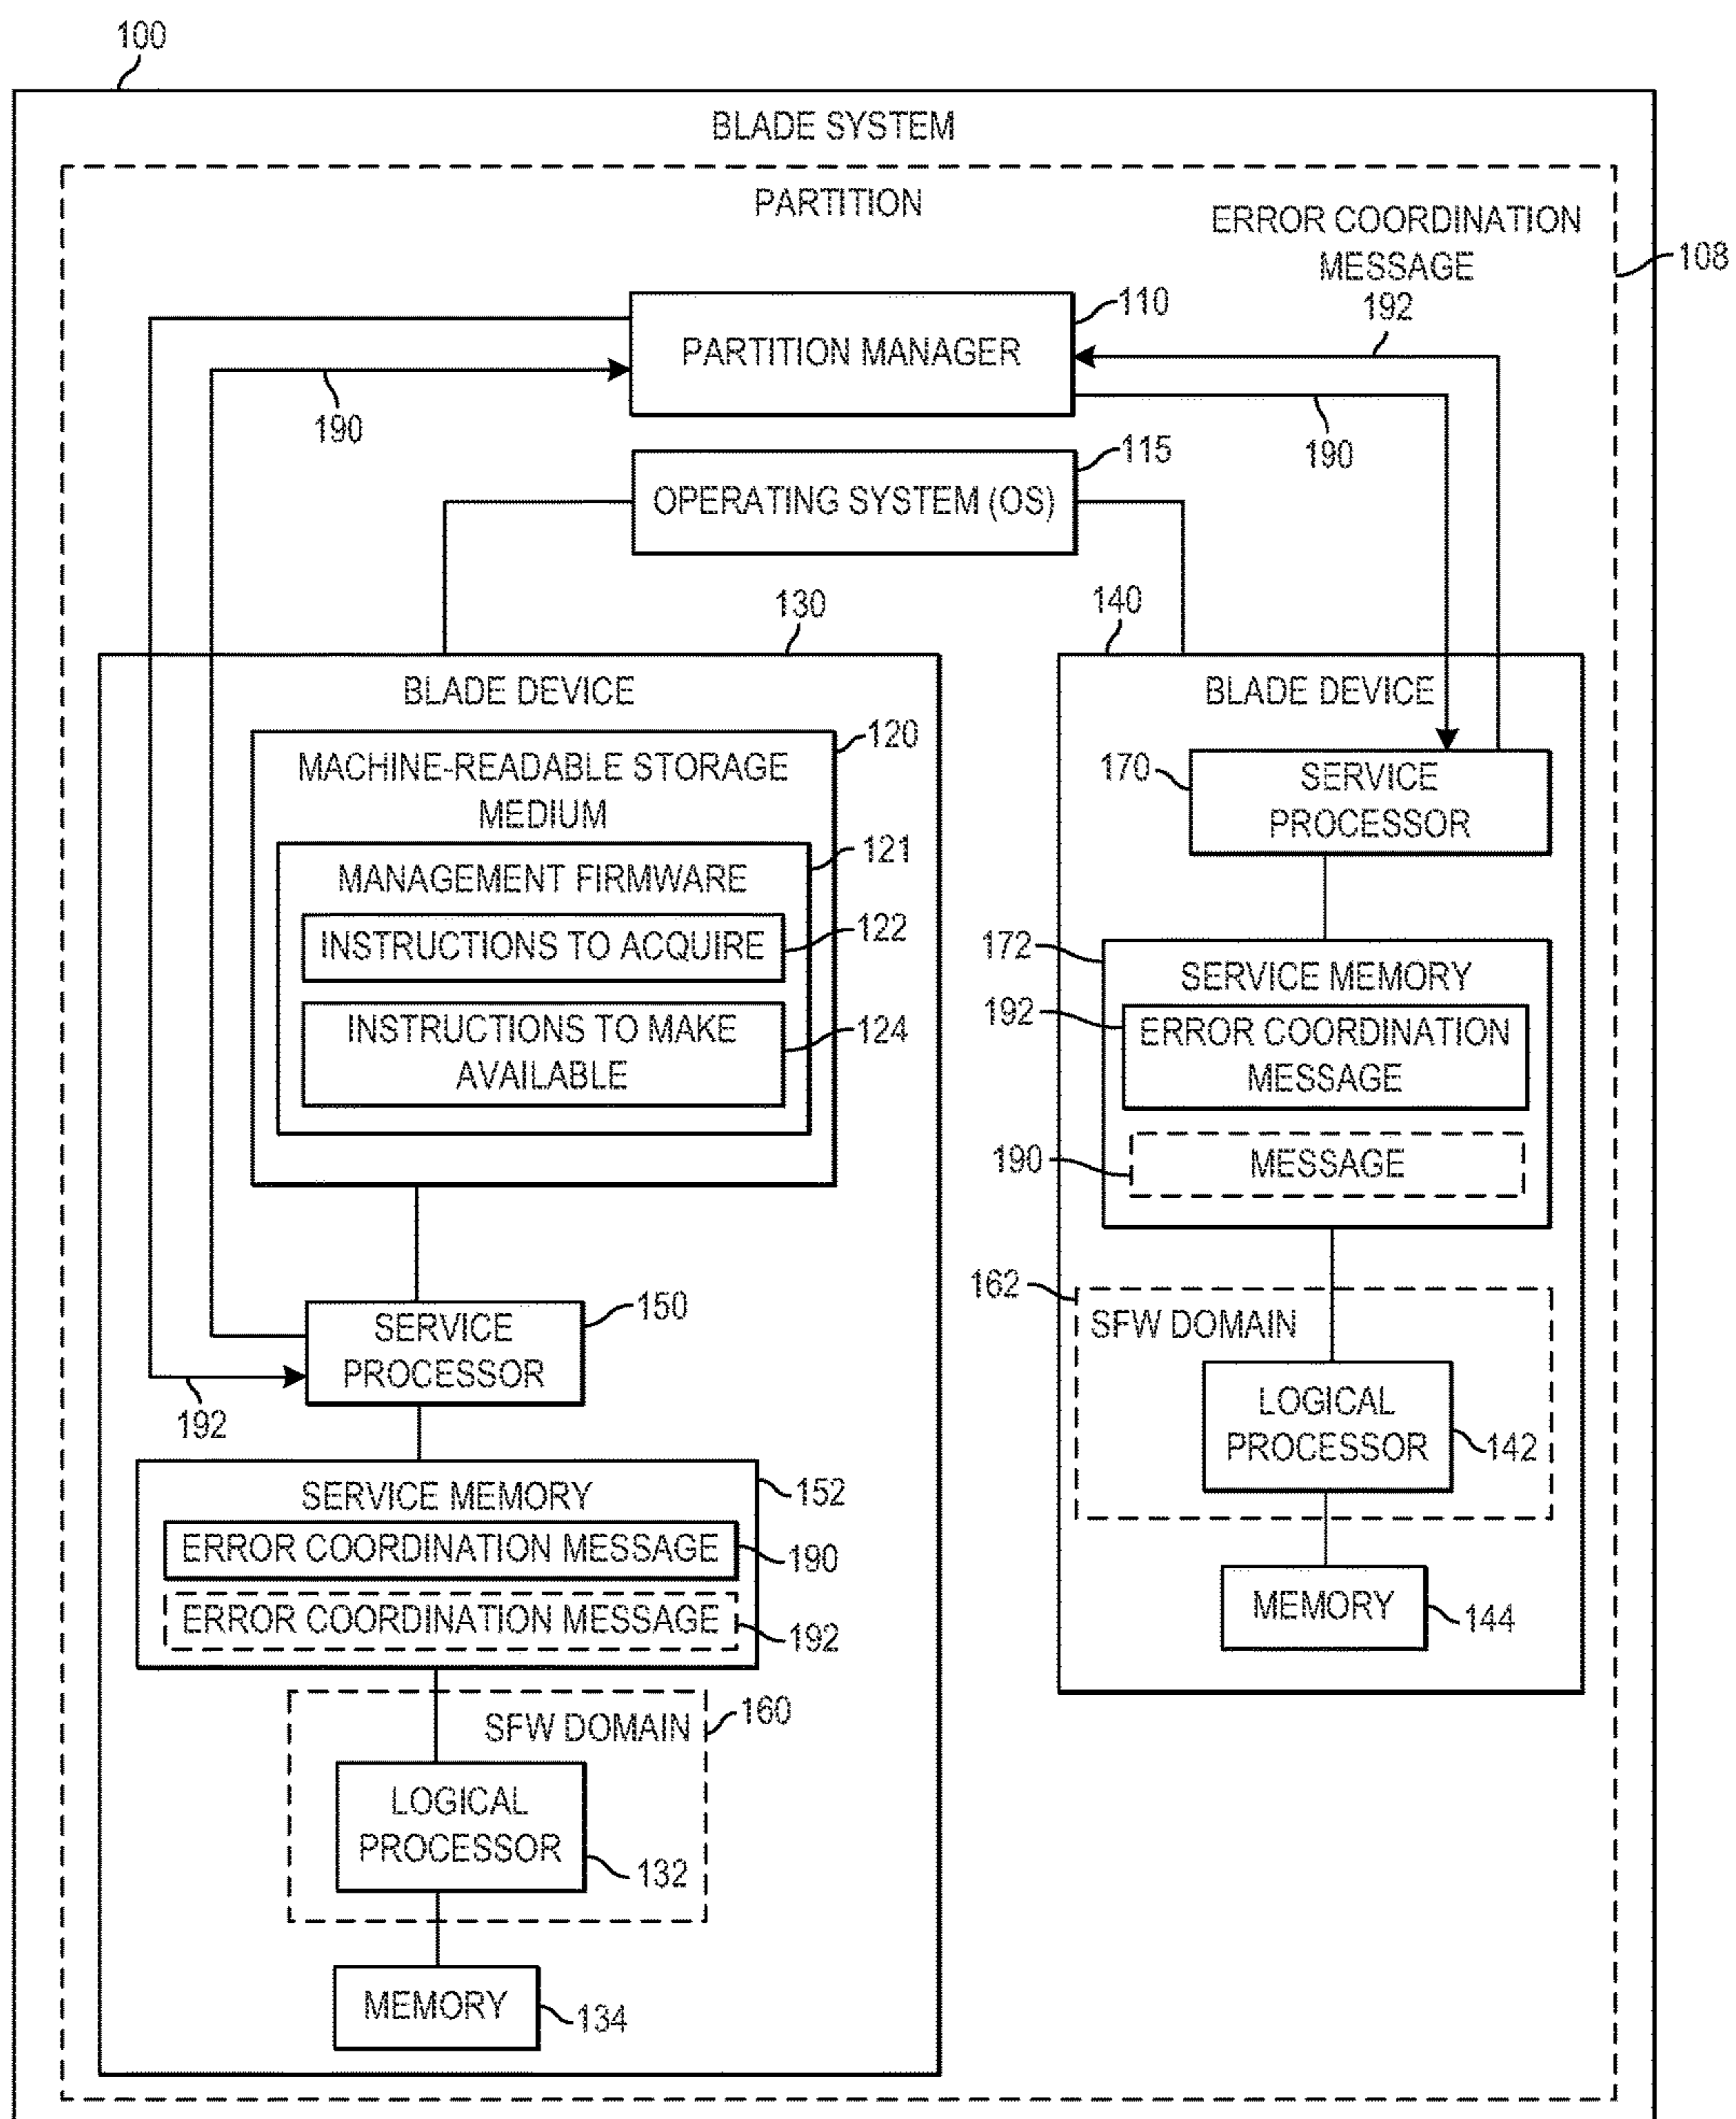 100
BLADE SYSTEM
PARTITION
ERROR COORDINATION
MESSAGE
192
108
110
PARTITION MANAGER
190
190
115
OPERATING SYSTEM (OS)
130
140
BLADE DEVICE
120
MACHINE-READABLE STORAGE
MEDIUM
121
MANAGEMENT FIRMWARE
122
INSTRUCTIONS TO ACQUIRE
INSTRUCTIONS TO MAKE
AVAILABLE
124
150
SERVICE
PROCESSOR
192
152
SERVICE MEMORY
ERROR COORDINATION MESSAGE
190
ERROR COORDINATION MESSAGE
192
160
SFW DOMAIN
LOGICAL
PROCESSOR
132
MEMORY
134
BLADE DEVICE
170
SERVICE
PROCESSOR
172
SERVICE MEMORY
192
ERROR COORDINATION
MESSAGE
190
MESSAGE
162
SFW DOMAIN
LOGICAL
PROCESSOR
142
MEMORY
144